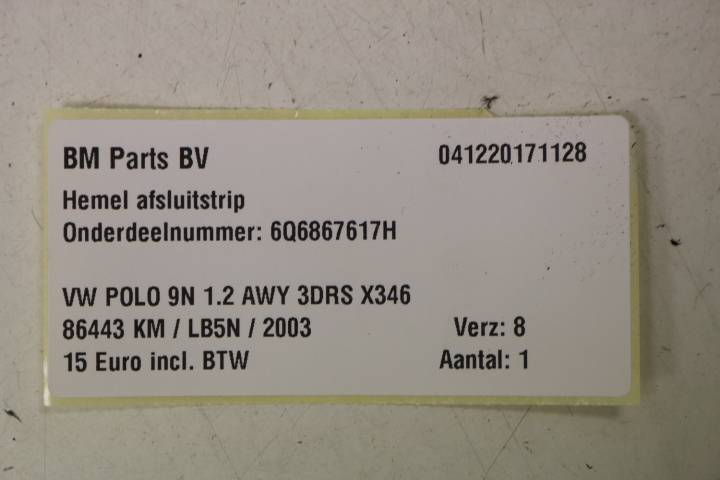 BM Parts BV 041220171128
Hemel afsluitstrip
Onderdeelnummer: 6Q6867617H
VW POLO 9N 1.2 AWY 3DRS X346
86443 KM / LB5N / 2003 Verz: 8
15 Euro incl. BTW Aantal: 1